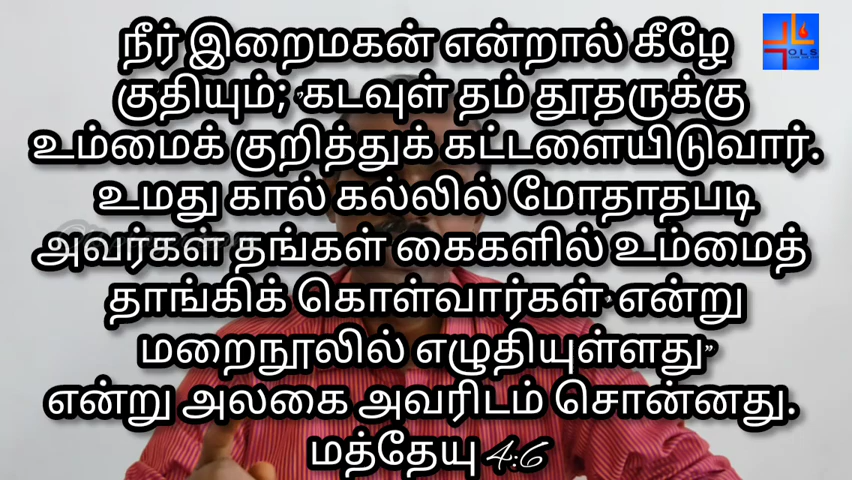 நீர் இறைமகன் என்றால் கீழே
குதியும்; ‘கடவுள் தம் தூதருக்கு
உம்மைக் குறித்துக் கட்டளையிடுவார்.
உமது கால் கல்லில் மோதாதபடி
அவர்கள் தங்கள் கைகளில் உம்மைத்
தாங்கிக் கொள்வார்கள்’ என்று
மறைநூலில் எழுதியுள்ளது”
என்று அலகை அவரிடம் சொன்னது.
மத்தேயு 4:6
OLS